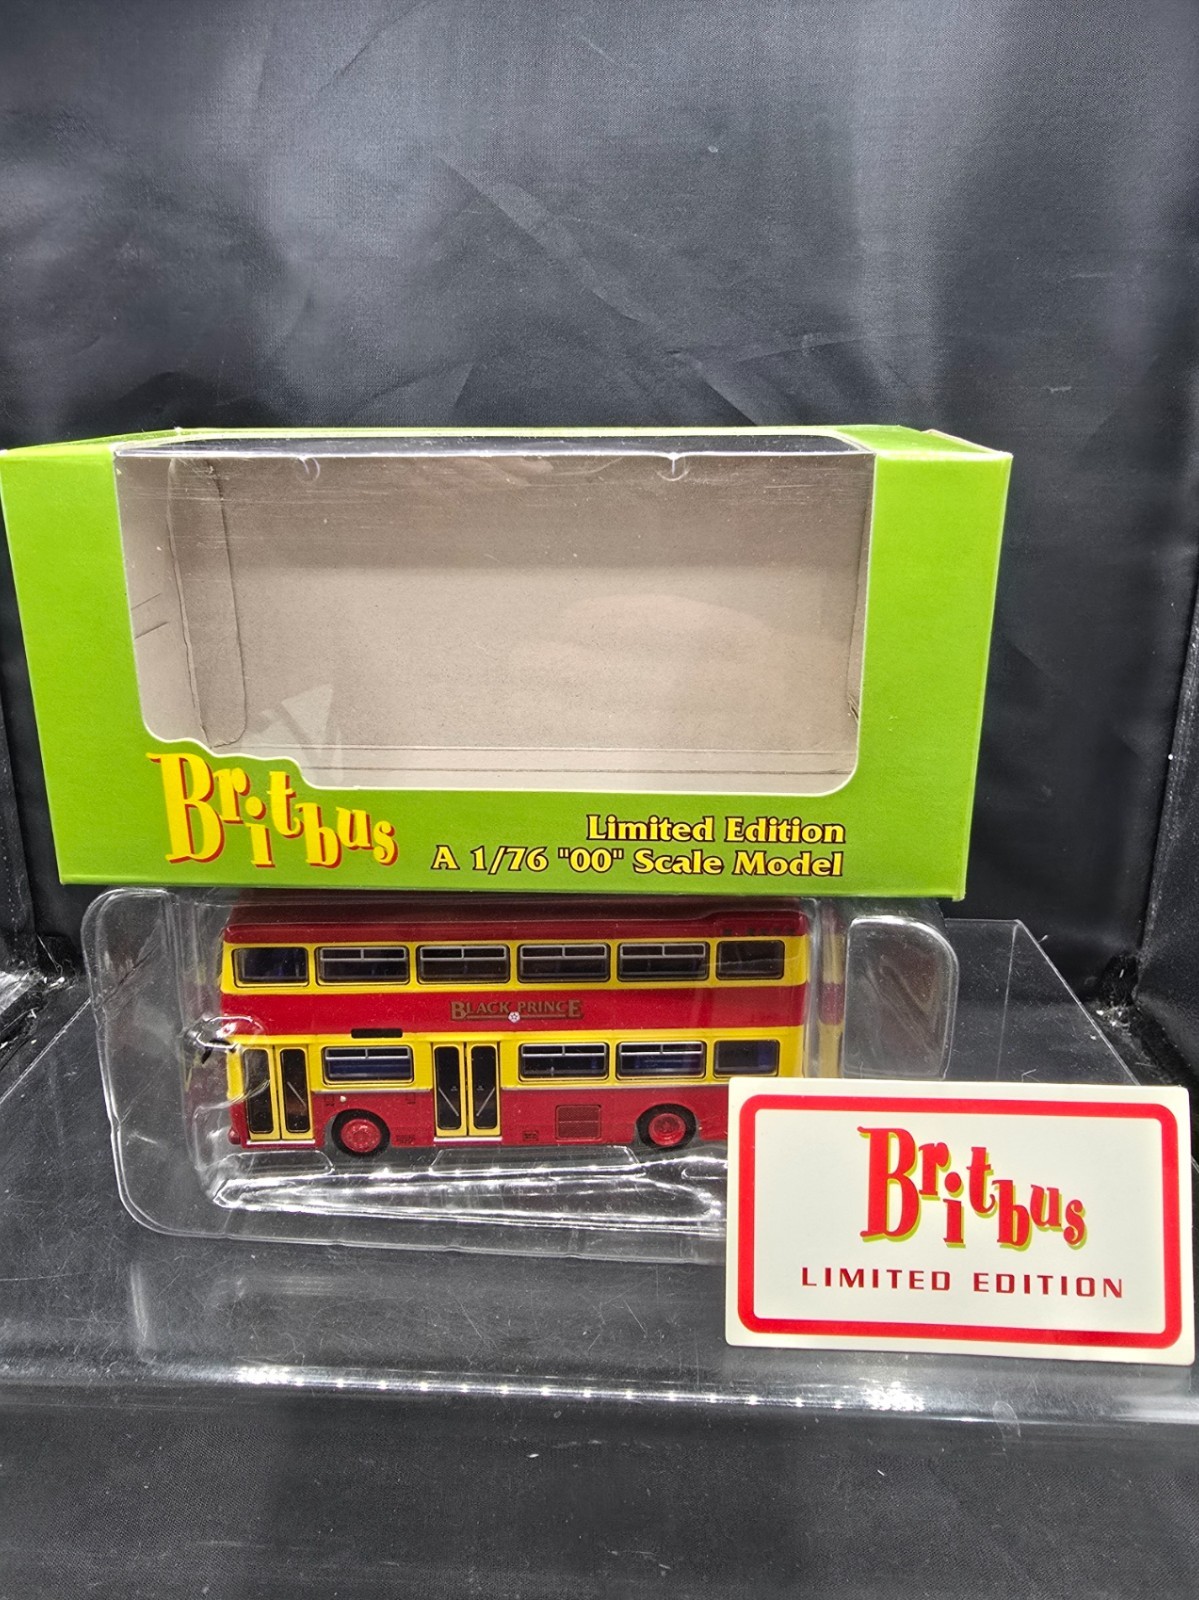 Britbus
Limited Edition
A 1/76 "00" Scale Model
BLACK PRINCE
Britbus
LIMITED EDITION